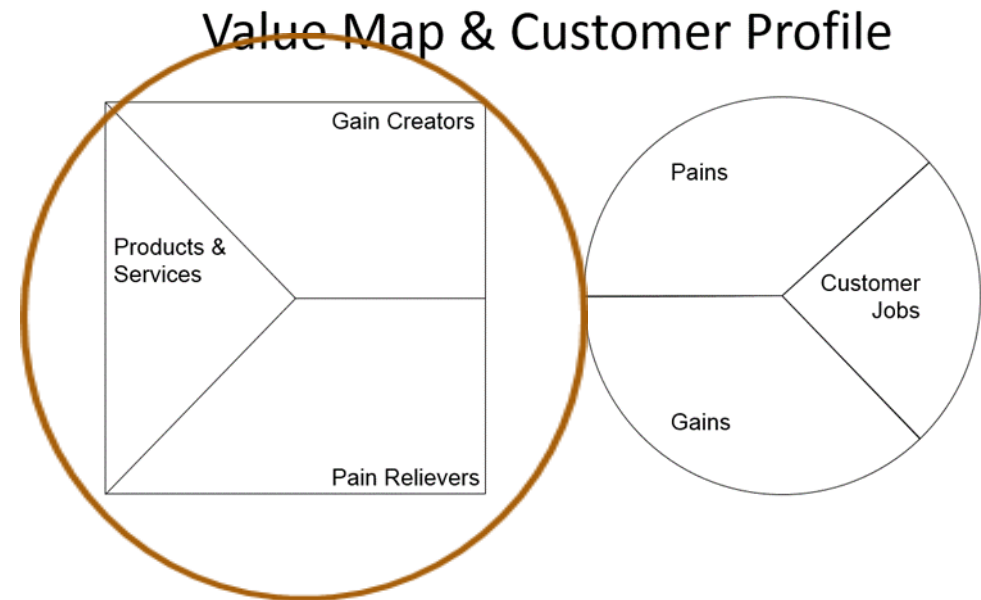 Value Map & Customer Profile
Gain Creators
Products &
Services
Pain Relievers
Pains
Customer
Jobs
Gains